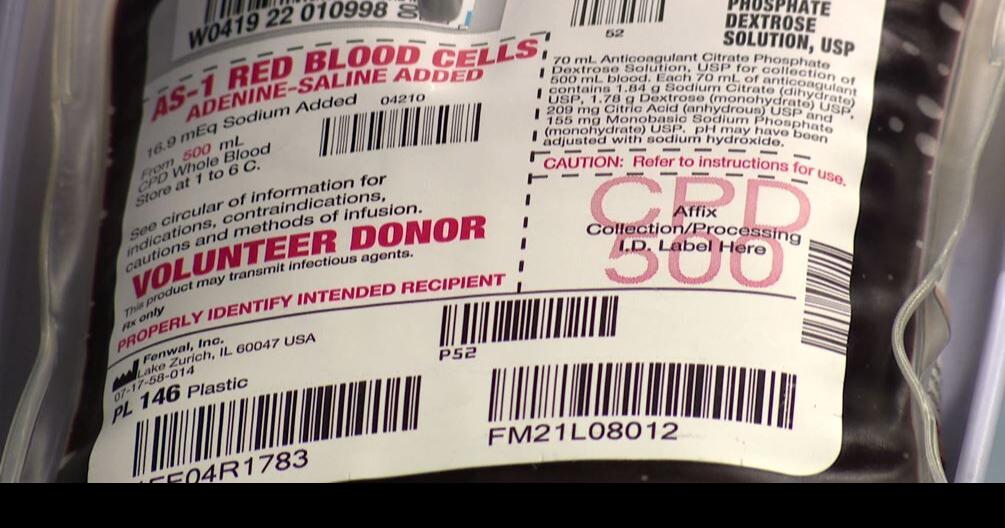 W0419 22 010998
AS-1 RED BLOOD CELLS
ADENINE-SALINE ADDED
16.9 mEq Sodium Added
04210
From 500 mL
CPD Whole Blood
Store at 1 to 6 C.
See circular of information for
indications, contraindications,
cautions and methods of infusion.
VOLUNTEER DONOR
This product may transmit infectious agents.
Rx only
PROPERLY IDENTIFY INTENDED RECIPIENT
Fenwal, Inc.
Lake Zurich, IL 60047 USA
07-17-58-014
PL 146 Plastic
52
PHOSPHATE
DEXTROSE
SOLUTION, USP
70 mL Anticoagulant Citrate Phosphate
Dextrose Solution, USP for collection of
500 mL blood. Each 70 mL of anticoagulant
contains 1.84 g Sodium Citrate (dihydrate)
USP, 1.78 g Dextrose (monohydrate) USP,
209 mg Citric Acid (anhydrous) USP and
155 mg Monobasic Sodium Phosphate
(monohydrate) USP. pH may have been
adjusted with sodium hydroxide.
CAUTION: Refer to instructions for use.
CPD
500
Affix
Collection/Processing
I.D. Label Here
P52
FM21L08012
04R1783